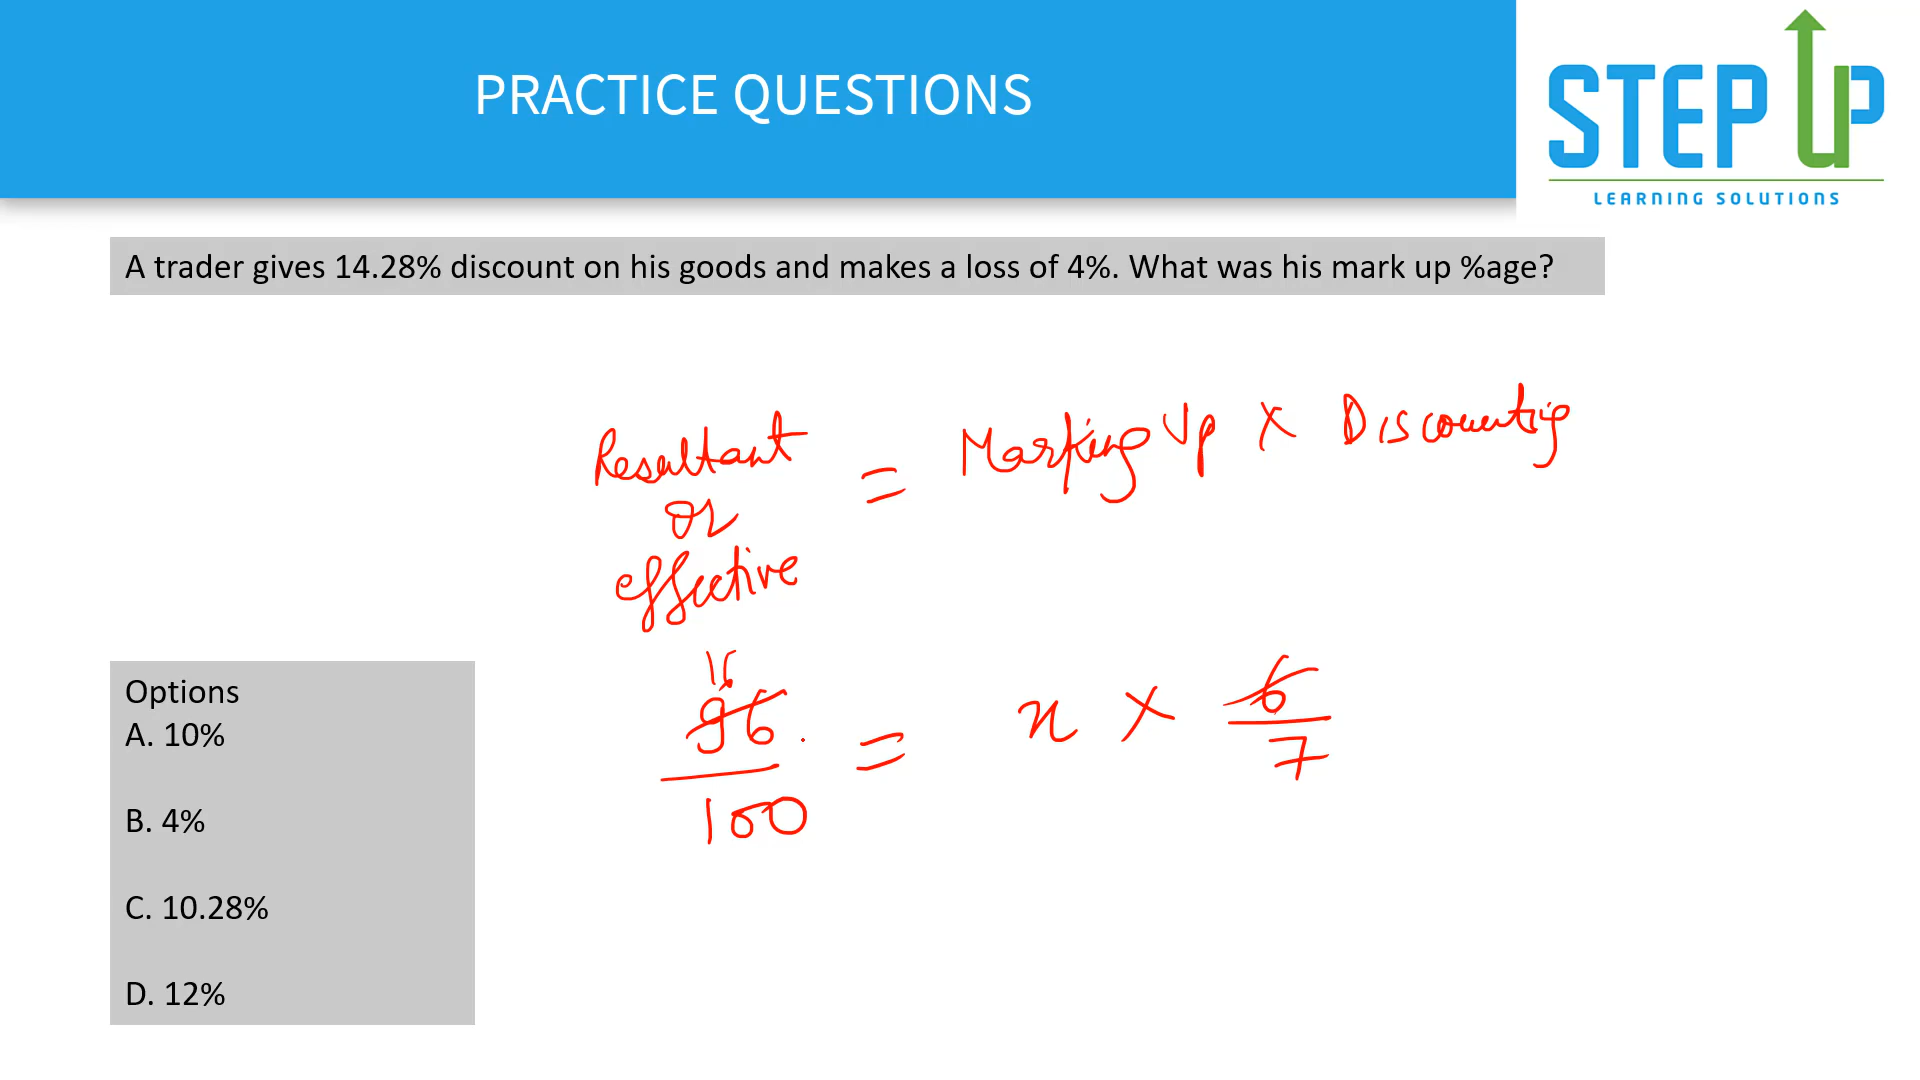 PRACTICE QUESTIONS
STEP UP
LEARNING SOLUTIONS
A trader gives 14.28% discount on his goods and makes a loss of 4%. What was his mark up %age?
Resultant or effective = Marking Up X Discounting
16
96/100 = x × 6/7
Options
A. 10%
B. 4%
C. 10.28%
D. 12%